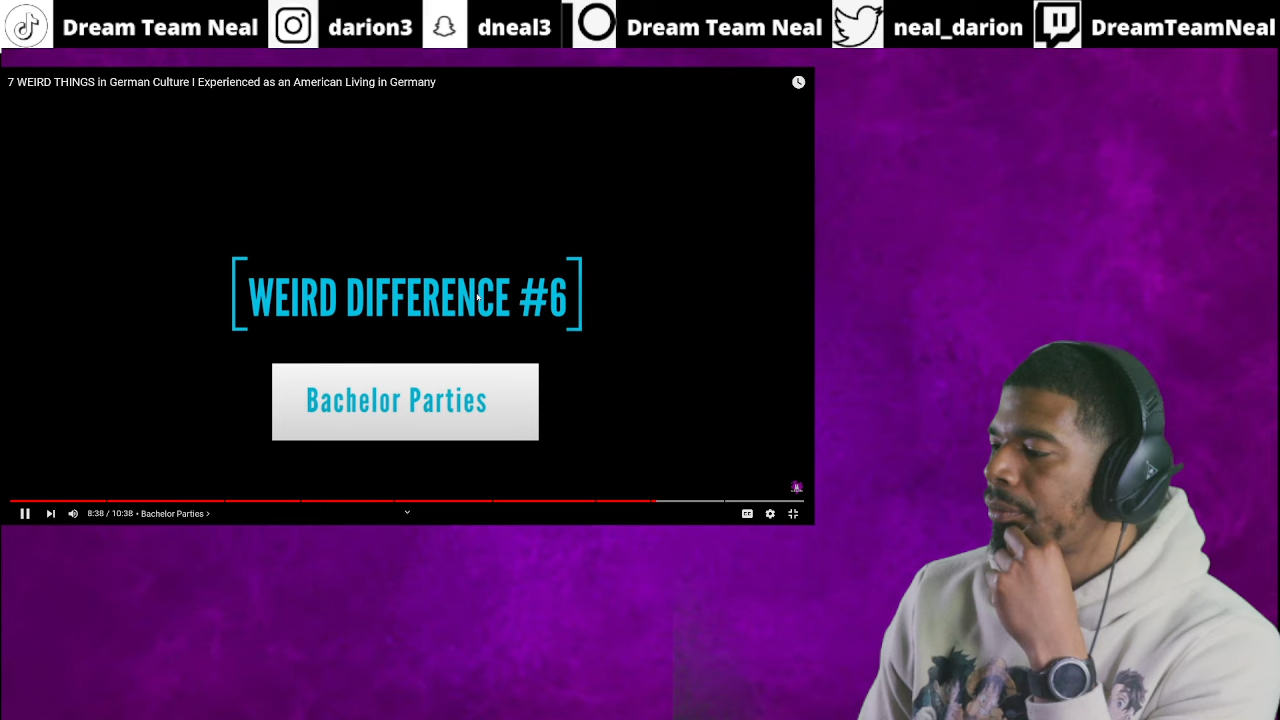 Dream Team Neal darion3 dneal3 Dream Team Neal neal_darion DreamTeamNeal
7 WEIRD THINGS in German Culture I Experienced as an American Living in Germany
WEIRD DIFFERENCE #6
Bachelor Parties
8:38 / 10:38 • Bachelor Parties >
CC